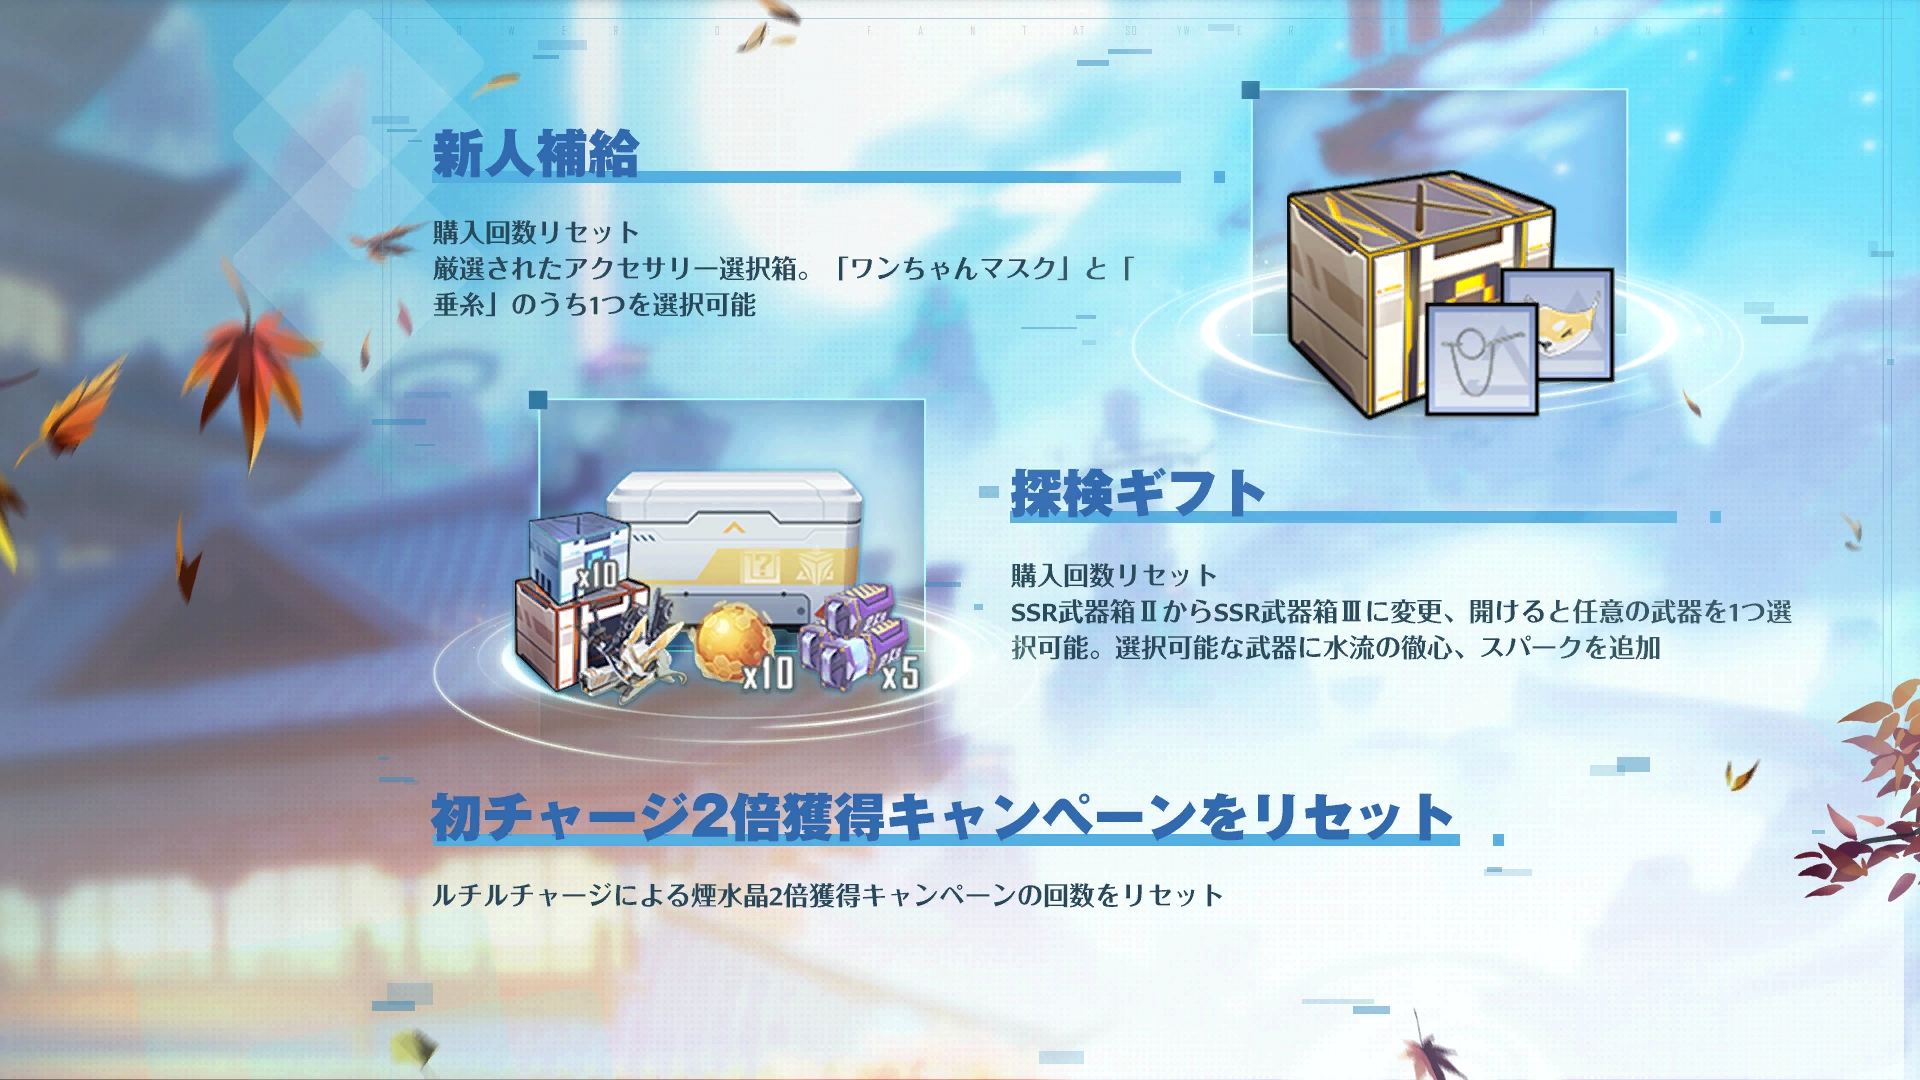 新人補給
購入回数リセット
厳選されたアクセサリー選択箱。「ワンちゃんマスク」と「
垂糸」のうち1つを選択可能
探検ギフト
購入回数リセット
SSR武器箱ⅡからSSR武器箱Ⅲに変更、開けると任意の武器を1つ選
択可能。選択可能な武器に水流の徹心、スパークを追加
x10
x10
x5
初チャージ2倍獲得キャンペーンをリセット
ルチルチャージによる煙水晶2倍獲得キャンペーンの回数をリセット